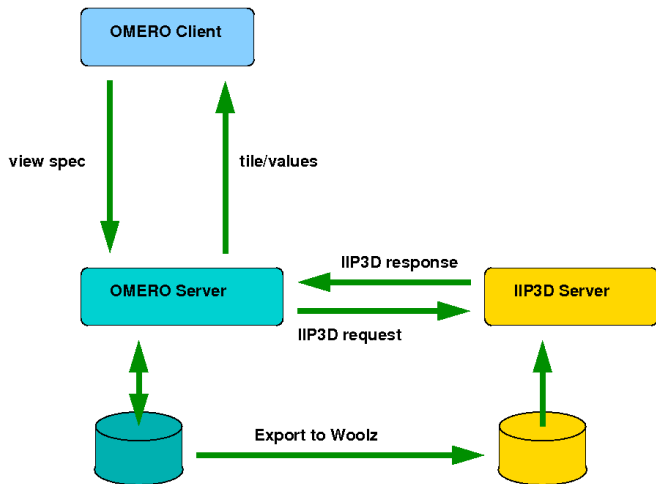 OMERO Client
view spec
tile/values
IIP3D response
OMERO Server
IIP3D Server
IIP3D request
Export to Woolz